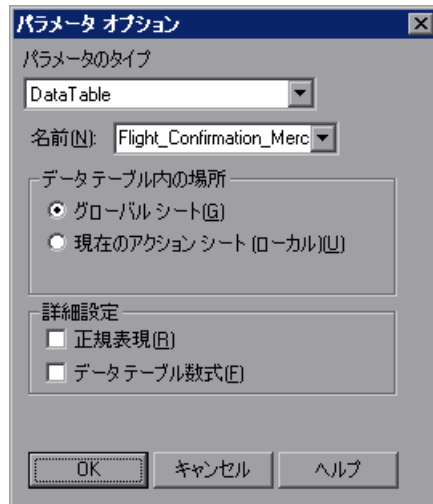 パラメータ オプション
パラメータのタイプ
DataTable
名前(N): Flight_Confirmation_Merc
データ テーブル内の場所
グローバル シート(G)
現在のアクション シート (ローカル)(U)
詳細設定
正規表現(R)
データ テーブル数式(F)
OK キャンセル ヘルプ